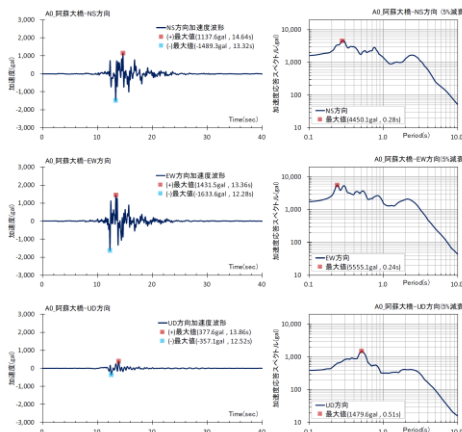 A0_阿蘇大橋-NS
NS方向加速度波形
(+)最大値(1137.6gal , 14.64s)
(-)最大値(-1489.3gal , 13.32s)
加速度(gal)
3,000
2,000
1,000
0
-1,000
-2,000
-3,000
0 10 20 30 40
Time(sec)
A0_阿蘇大橋-NS方向(5%減衰
加速度応答スペクトル(gal)
10,000
1,000
100
10
0.1 1.0 10.0
Period(s)
NS方向
最大値(4450.1gal , 0.28s)
A0_阿蘇大橋-EW
EW方向加速度波形
(+)最大値(1431.5gal , 13.36s)
(-)最大値(-1633.6gal , 12.28s)
加速度(gal)
3,000
2,000
1,000
0
-1,000
-2,000
-3,000
0 10 20 30 40
Time(sec)
A0_阿蘇大橋-EW方向(5%減衰
加速度応答スペクトル(gal)
10,000
1,000
100
10
0.1 1.0 10.0
Period(s)
EW方向
最大値(5555.1gal , 0.24s)
A0_阿蘇大橋-UD
UD方向加速度波形
(+)最大値(377.6gal , 13.86s)
(-)最大値(-357.1gal , 12.52s)
加速度(gal)
3,000
2,000
1,000
0
-1,000
-2,000
-3,000
0 10 20 30 40
Time(sec)
A0_阿蘇大橋-UD方向(5%減衰
加速度応答スペクトル(gal)
10,000
1,000
100
10
0.1 1.0 10.0
Period(s)
UD方向
最大値(1479.6gal , 0.51s)